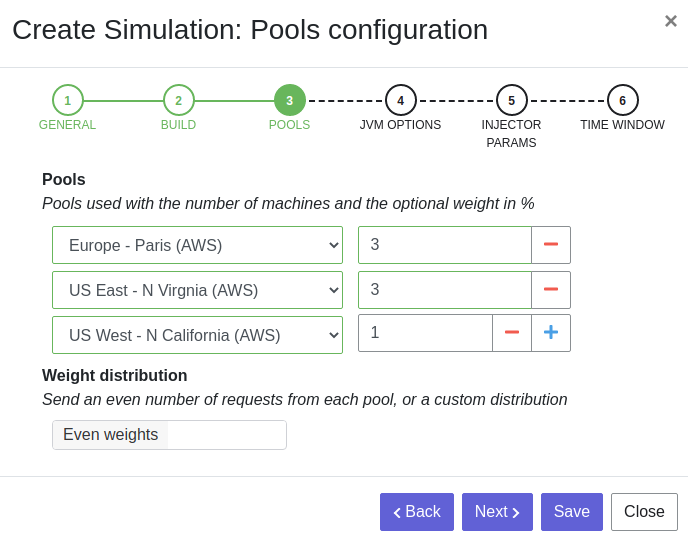 Create Simulation: Pools configuration
×
1 2 3 4 5 6
GENERAL BUILD POOLS JVM OPTIONS INJECTOR PARAMS TIME WINDOW
Pools
Pools used with the number of machines and the optional weight in %
Europe - Paris (AWS) 3
US East - N Virgnia (AWS) 3
US West - N California (AWS) 1
Weight distribution
Send an even number of requests from each pool, or a custom distribution
Even weights
Back Next Save Close